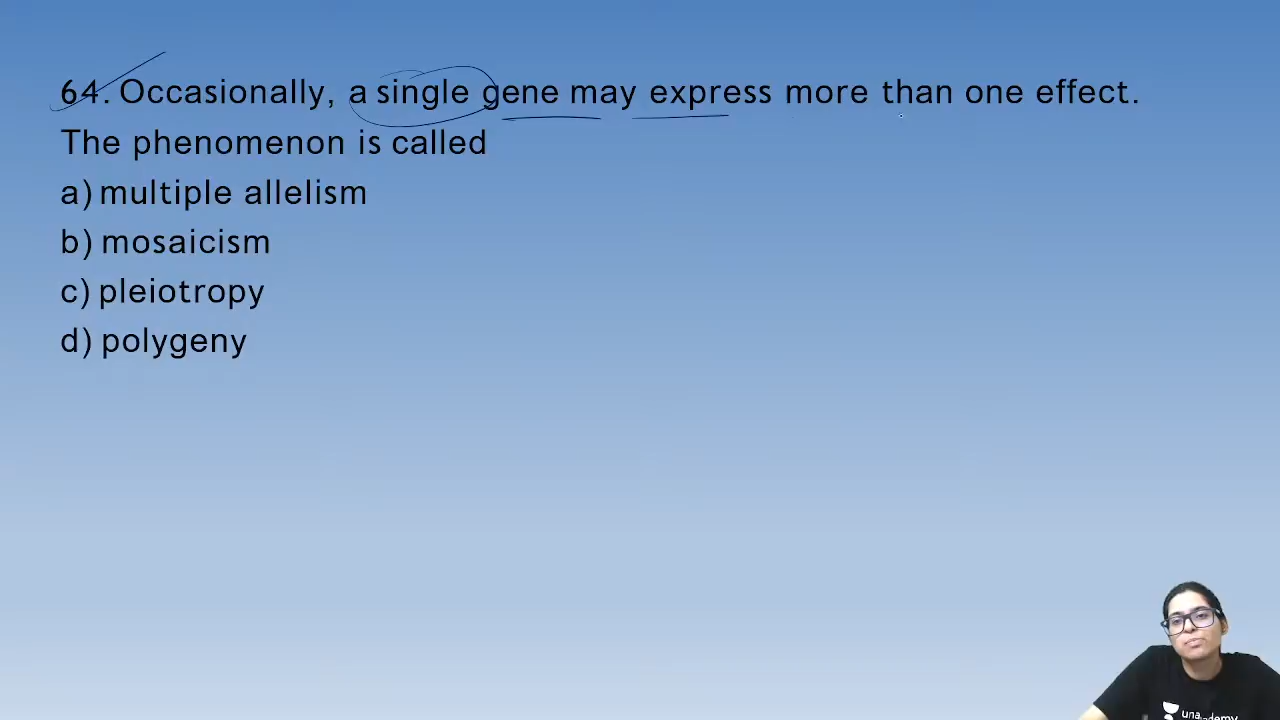 64. Occasionally, a single gene may express more than one effect.
The phenomenon is called
a) multiple allelism
b) mosaicism
c) pleiotropy
d) polygeny
unacademy